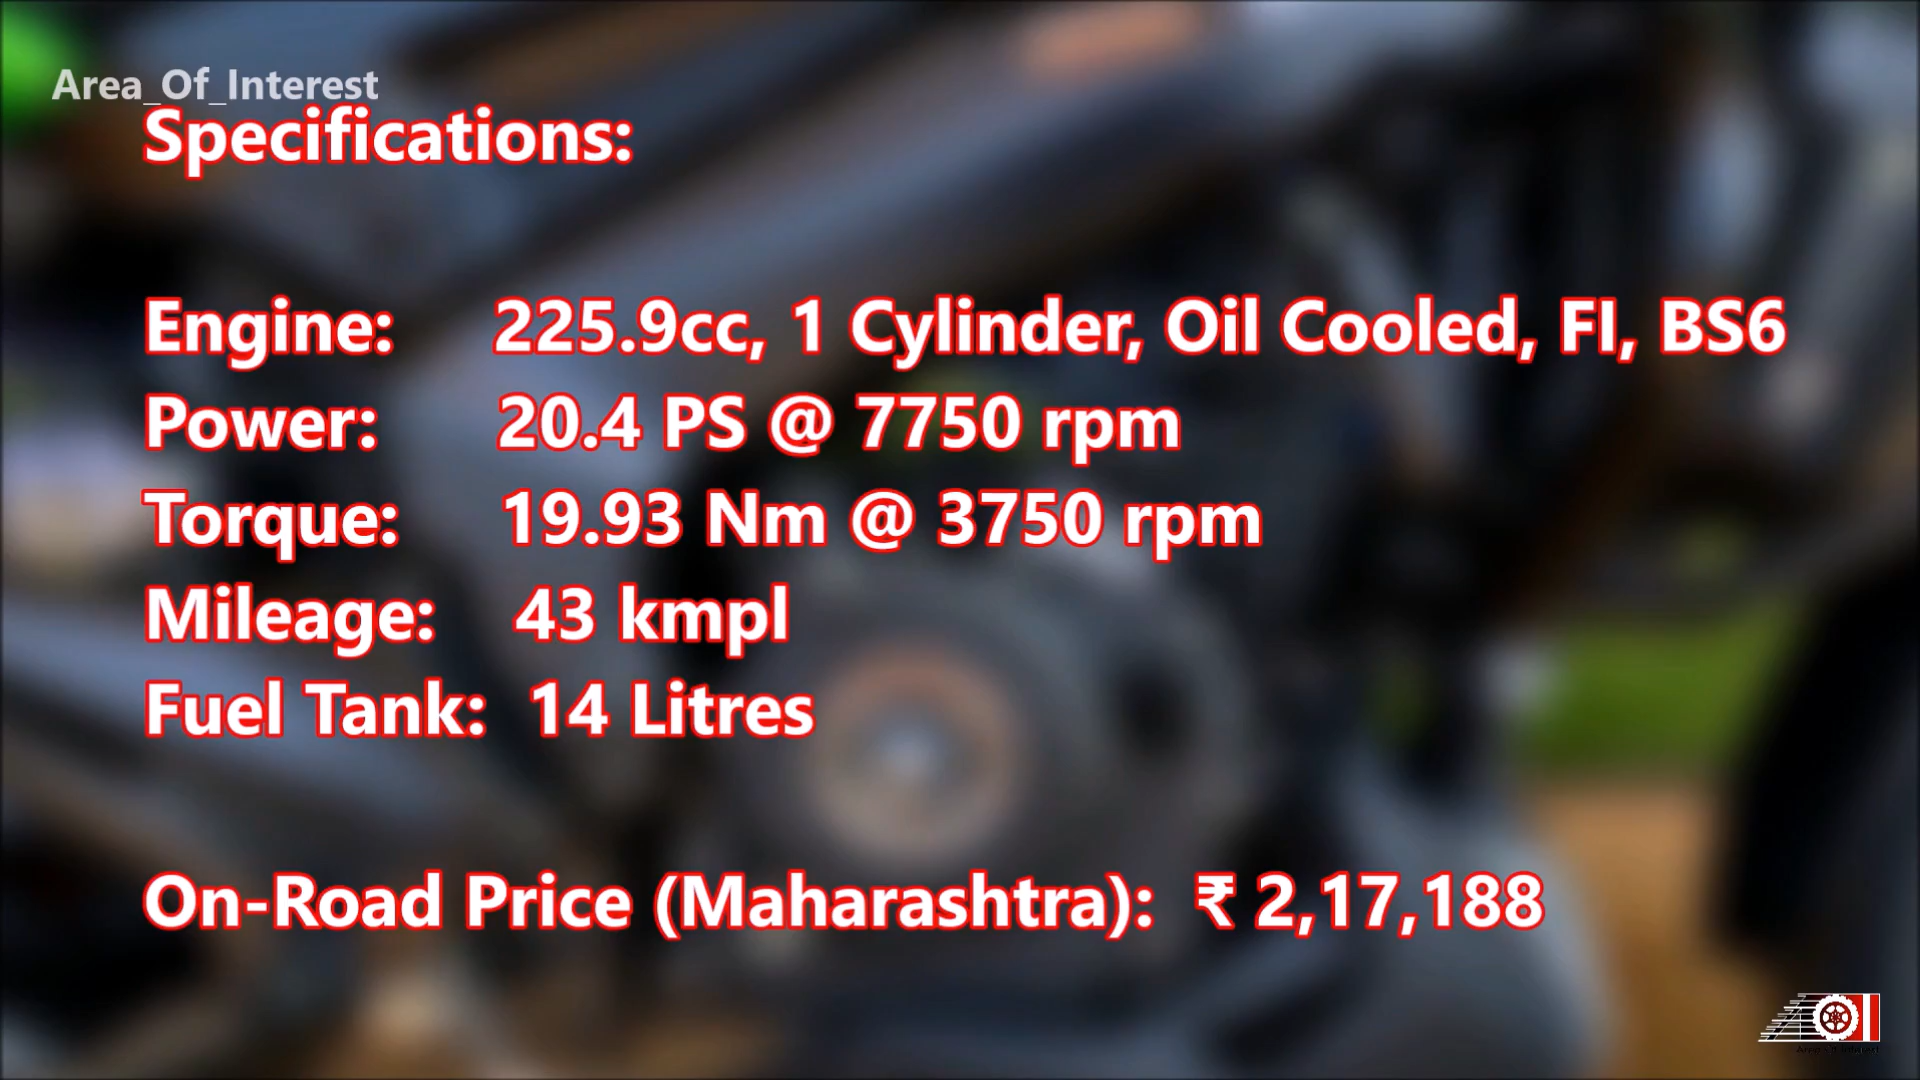 Area_Of_Interest
Specifications:
Engine: 225.9cc, 1 Cylinder, Oil Cooled, FI, BS6
Power: 20.4 PS @ 7750 rpm
Torque: 19.93 Nm @ 3750 rpm
Mileage: 43 kmpl
Fuel Tank: 14 Litres
On-Road Price (Maharashtra): ₹ 2,17,188